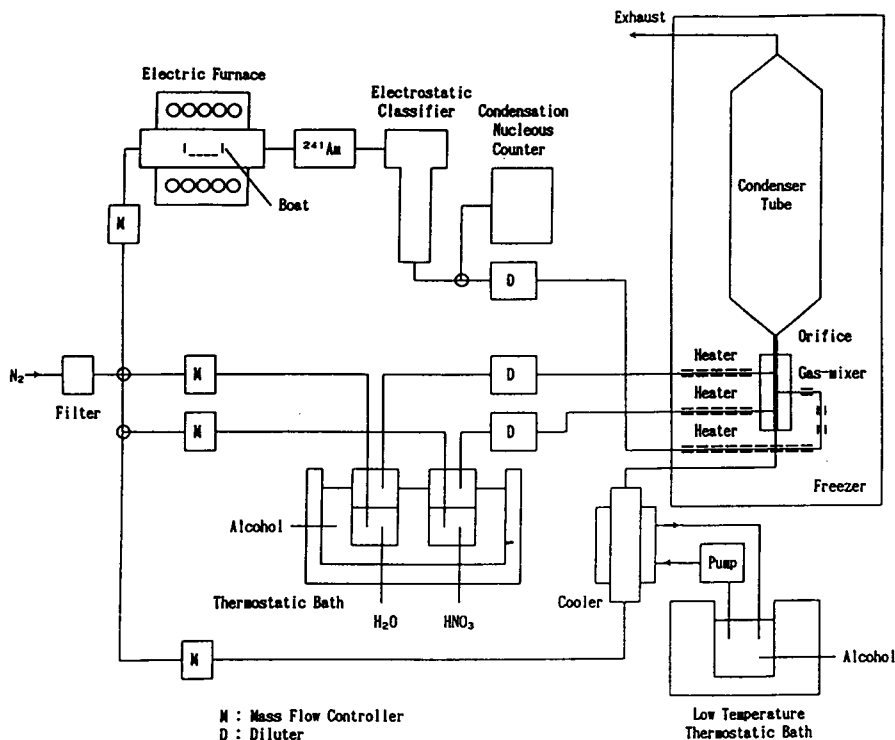 Exhaust
Electric Furnace
Electrostatic
Classifier
Condensation
Nucleous
Counter
²⁴¹Am
Boat
M
Condenser
Tube
D
Orifice
N₂
Filter
M
D
Heater
Gas-mixer
M
D
Heater
Heater
Freezer
Alcohol
Thermostatic Bath
H₂O
HNO₃
Pump
Cooler
M
Alcohol
M : Mass Flow Controller
D : Diluter
Low Temperature
Thermostatic Bath